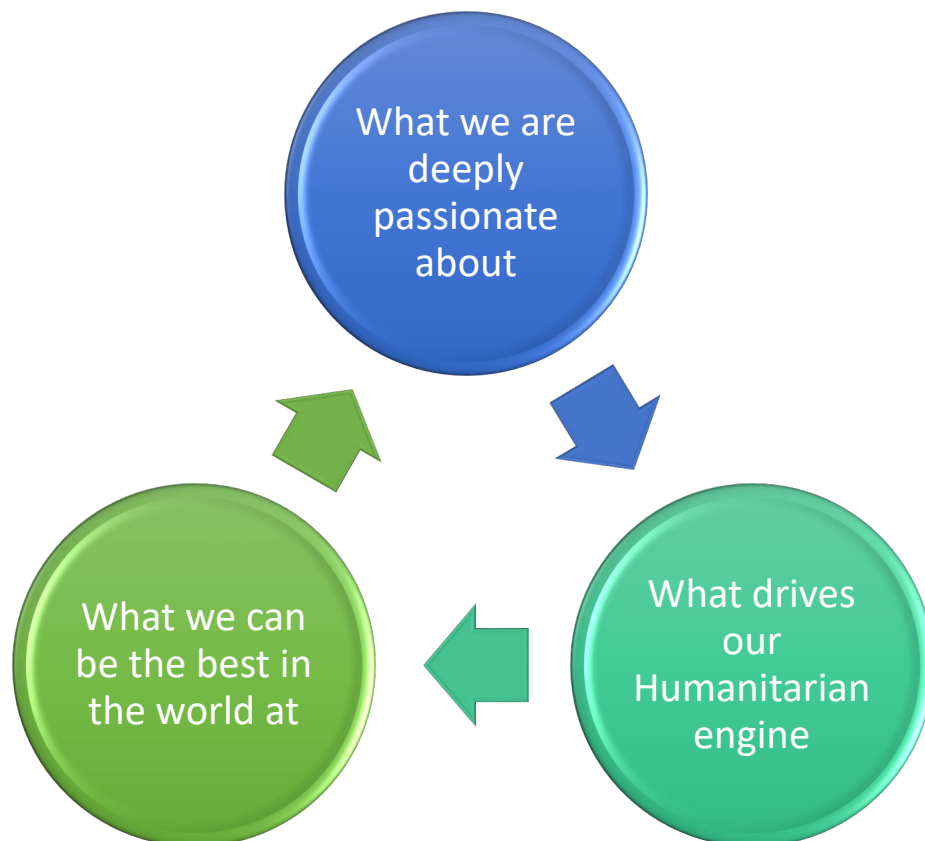 What we are
deeply
passionate
about
What drives
our
Humanitarian
engine
What we can
be the best in
the world at